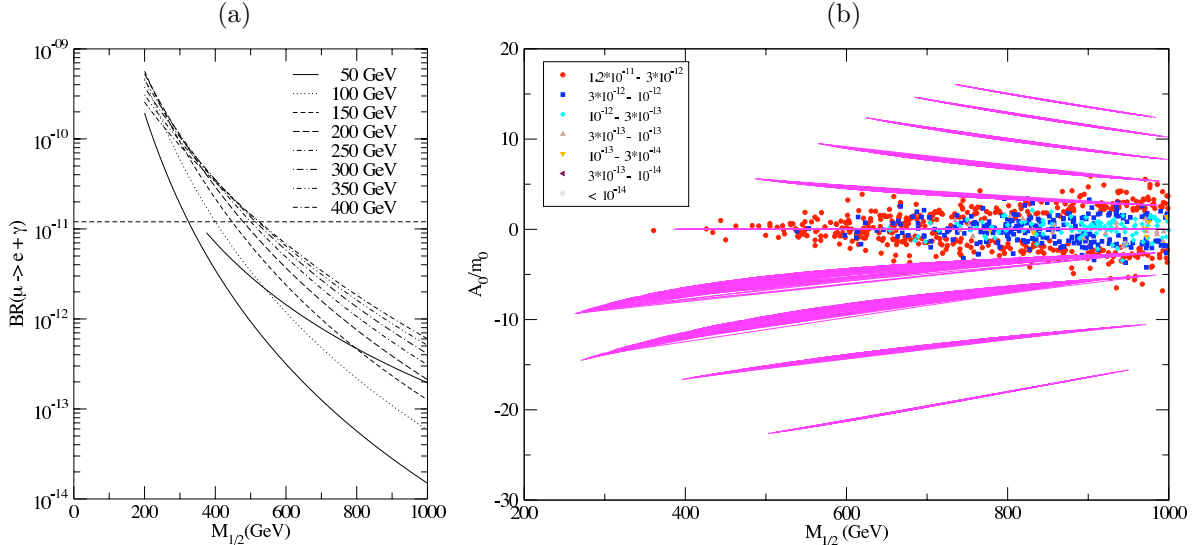 (a)
(b)
10^-09
10^-10
10^-11
10^-12
10^-13
10^-14
BR(μ -> e + γ)
50 GeV
100 GeV
150 GeV
200 GeV
250 GeV
300 GeV
350 GeV
400 GeV
0
200
400
600
800
1000
M_1/2(GeV)
20
10
0
-10
-20
-30
A_0/m_0
1.2*10^-11 - 3*10^-12
3*10^-12 - 10^-12
10^-12 - 3*10^-13
3*10^-13 - 10^-13
10^-13 - 3*10^-14
3*10^-13 - 10^-14
< 10^-14
200
400
600
800
1000
M_1/2 (GeV)